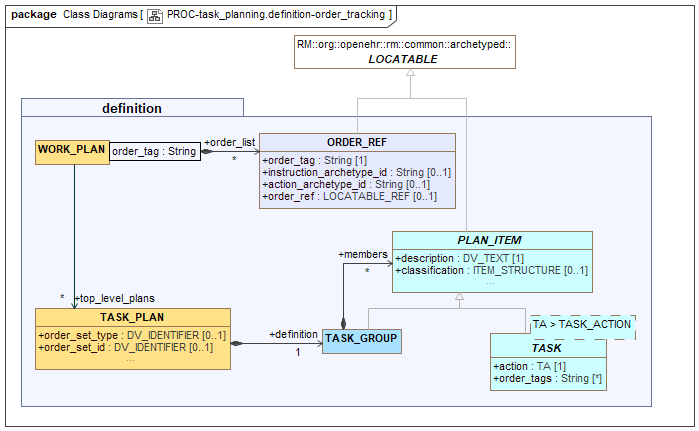 package Class Diagrams [ PROC-task_planning.definition-order_tracking ]
RM::org::openehr::rm::common::archetyped::
LOCATABLE
definition
WORK_PLAN
order_tag : String
+order_list
*
ORDER_REF
+order_tag : String [1]
+instruction_archetype_id : String [0..1]
+action_archetype_id : String [0..1]
+order_ref : LOCATABLE_REF [0..1]
PLAN_ITEM
+description : DV_TEXT [1]
+classification : ITEM_STRUCTURE [0..1]
...
+members
*
*
+top_level_plans
TASK_PLAN
+order_set_type : DV_IDENTIFIER [0..1]
+order_set_id : DV_IDENTIFIER [0..1]
...
+definition
1
TASK_GROUP
TA > TASK_ACTION
TASK
+action : TA [1]
+order_tags : String [*]